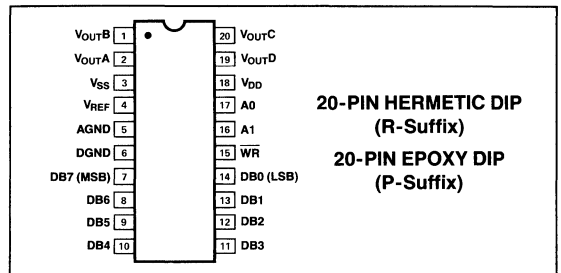 VOUTB 1 20 VOUTC
VOUTA 2 19 VOUTD
VSS 3 18 VDD
VREF 4 17 A0
AGND 5 16 A1
DGND 6 15 W̅R̅
DB7 (MSB) 7 14 DB0 (LSB)
DB6 8 13 DB1
DB5 9 12 DB2
DB4 10 11 DB3
20-PIN HERMETIC DIP
(R-Suffix)
20-PIN EPOXY DIP
(P-Suffix)